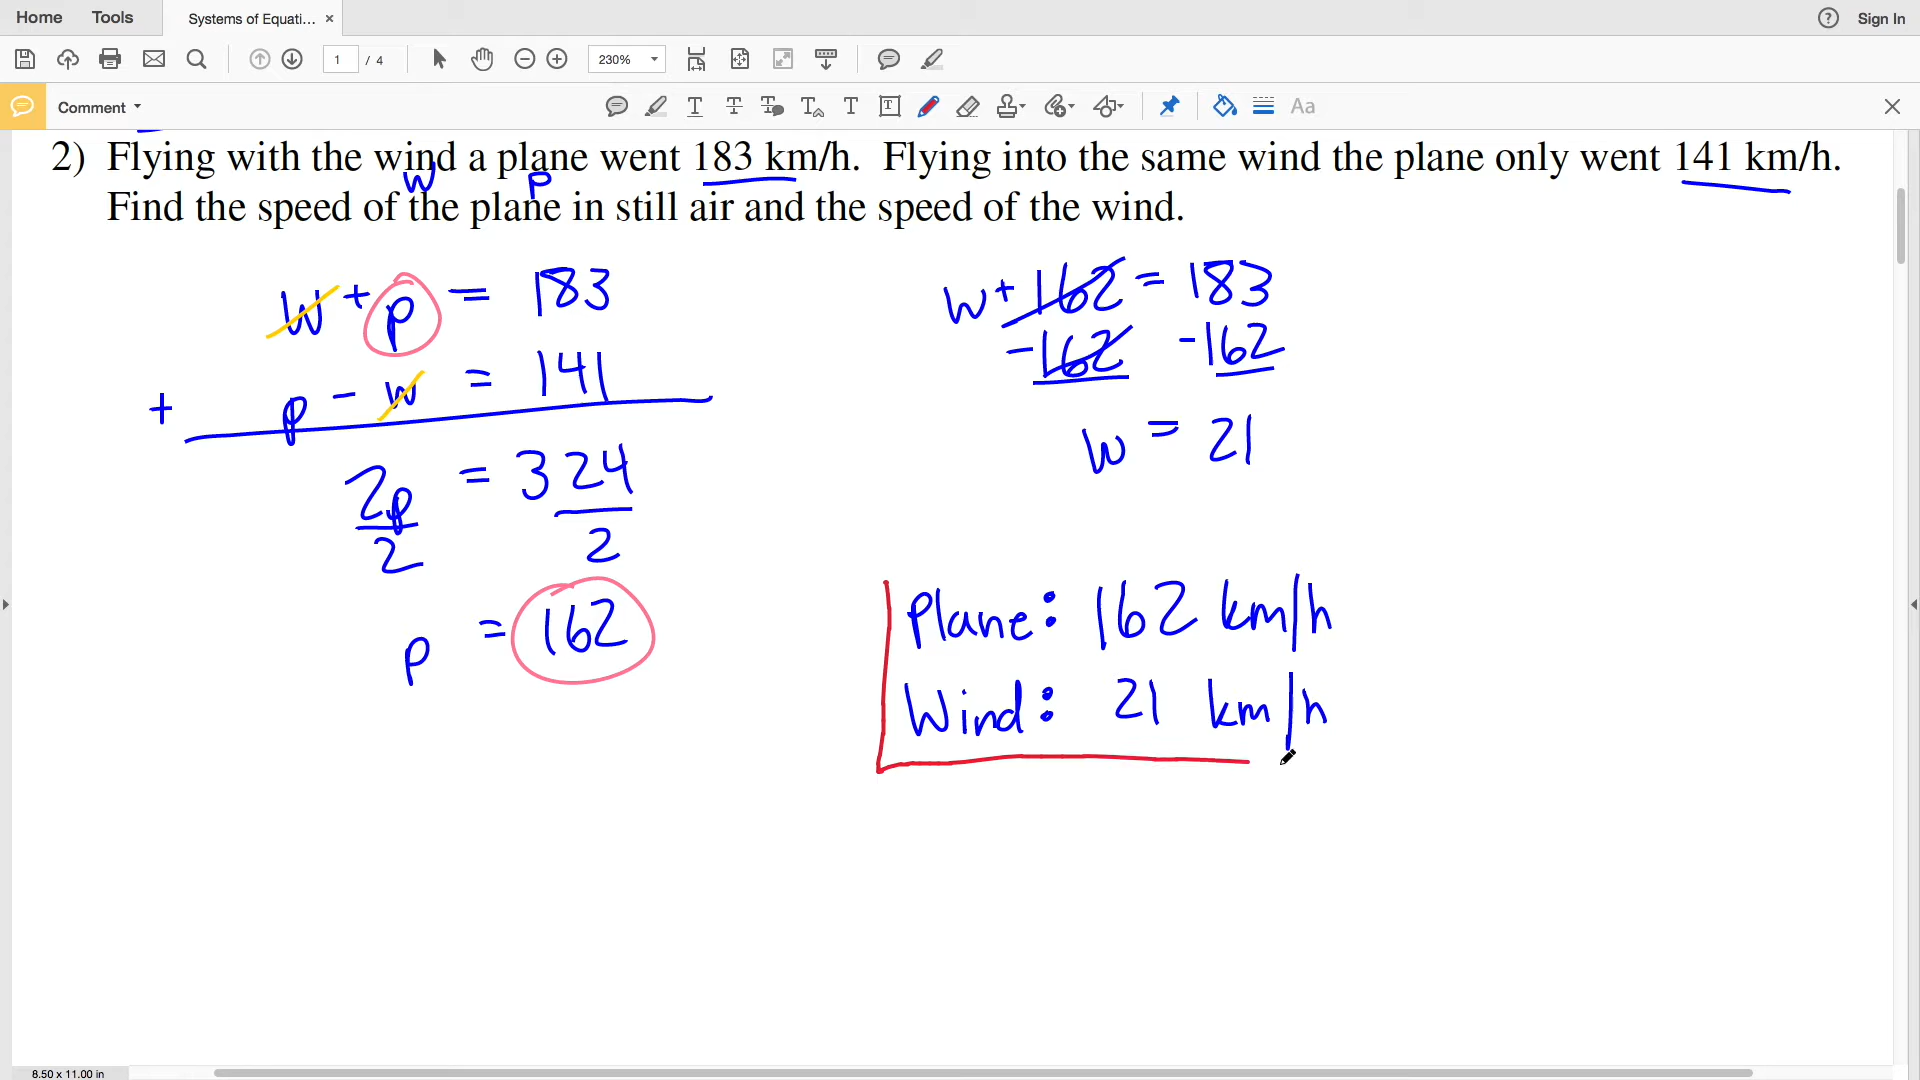 Home Tools Systems of Equati... × ? Sign In
1 / 4 230%
Comment T T T T T T Aa
2) Flying with the wind a plane went 183 km/h. Flying into the same wind the plane only went 141 km/h.
w p
Find the speed of the plane in still air and the speed of the wind.
w + p = 183
+ p - w = 141
2p = 324
2 2
p = 162
w + 162 = 183
-162 -162
w = 21
Plane: 162 km/h
Wind: 21 km/h
8.50 x 11.00 in